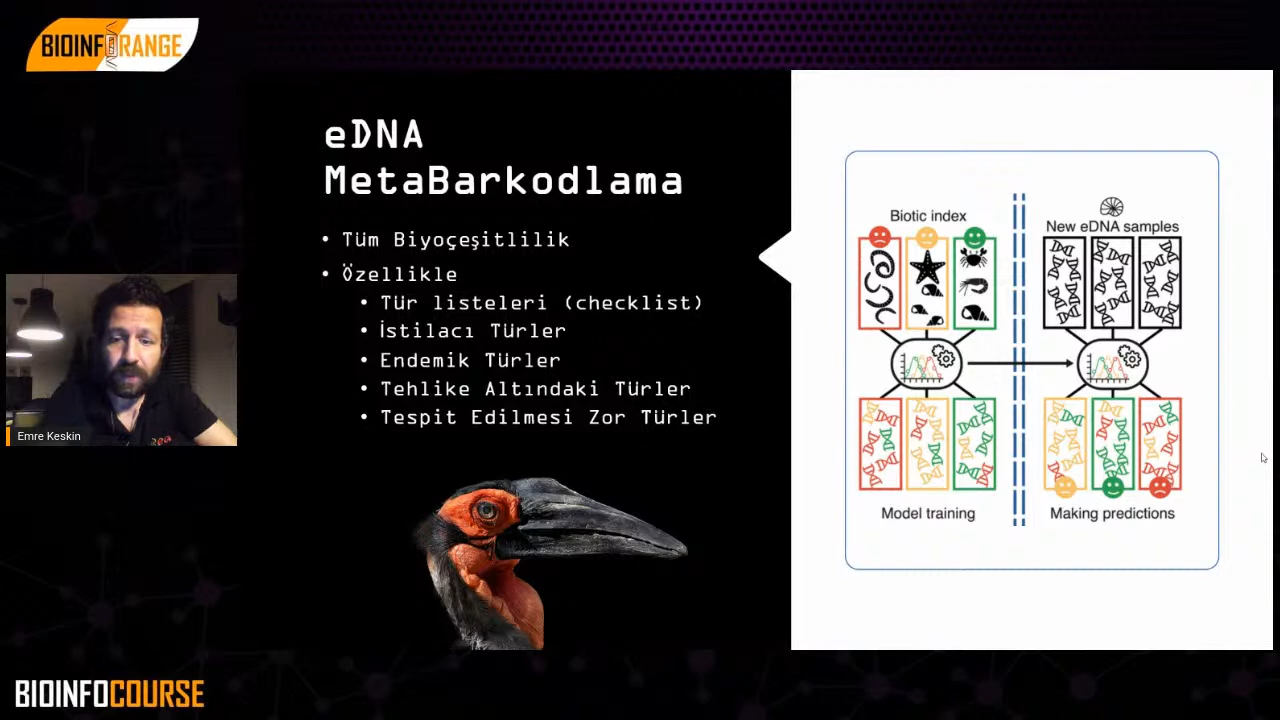 BIOINFORANGE
eDNA
MetaBarkodlama
• Tüm Biyoçeşitlilik
• Özellikle
• Tür listeleri (checklist)
• İstilacı Türler
• Endemik Türler
• Tehlike Altındaki Türler
• Tespit Edilmesi Zor Türler
Biotic index
New eDNA samples
Model training
Making predictions
Emre Keskin
BIOINFOCOURSE